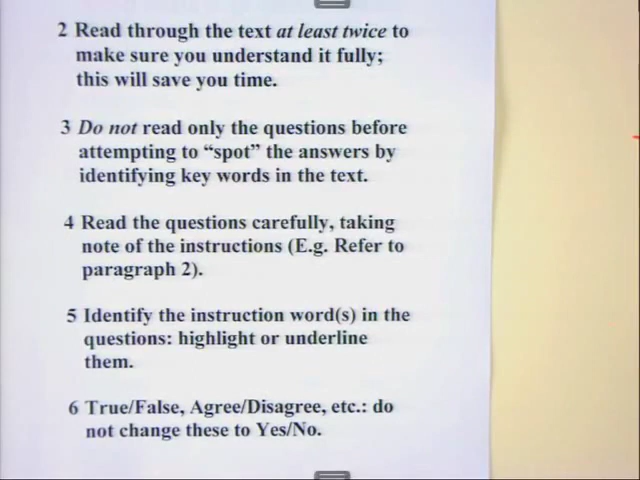 2 Read through the text at least twice to
make sure you understand it fully;
this will save you time.
3 Do not read only the questions before
attempting to “spot” the answers by
identifying key words in the text.
4 Read the questions carefully, taking
note of the instructions (E.g. Refer to
paragraph 2).
5 Identify the instruction word(s) in the
questions: highlight or underline
them.
6 True/False, Agree/Disagree, etc.: do
not change these to Yes/No.